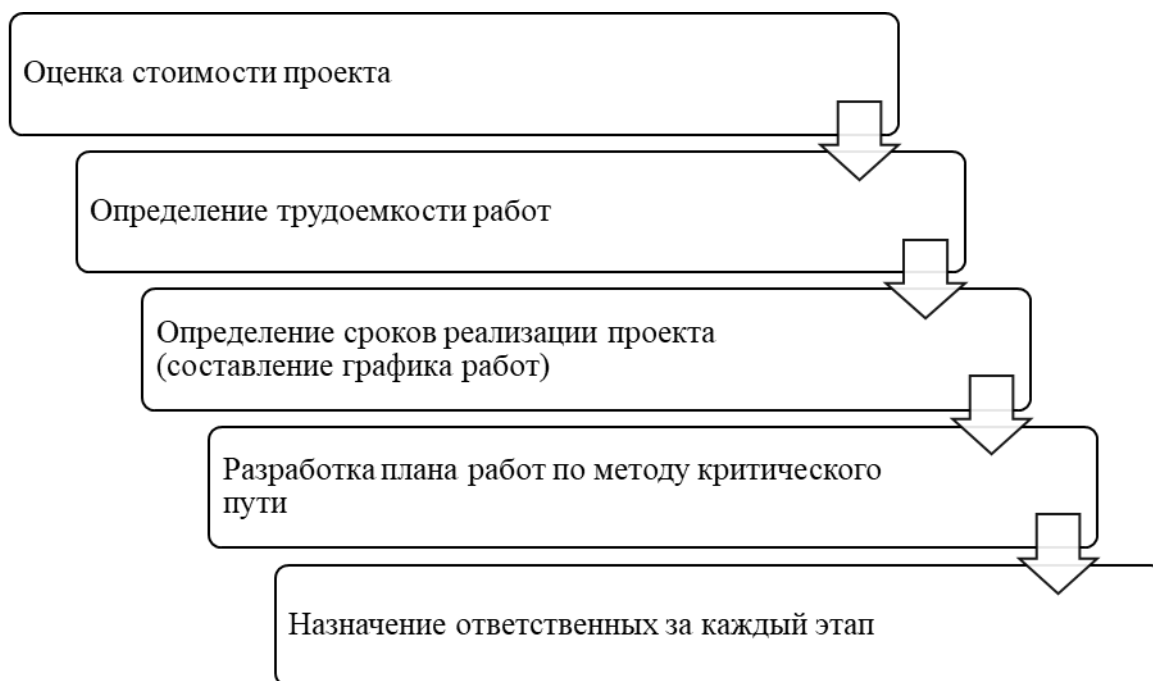 Оценка стоимости проекта
Определение трудоемкости работ
Определение сроков реализации проекта
(составление графика работ)
Разработка плана работ по методу критического
пути
Назначение ответственных за каждый этап